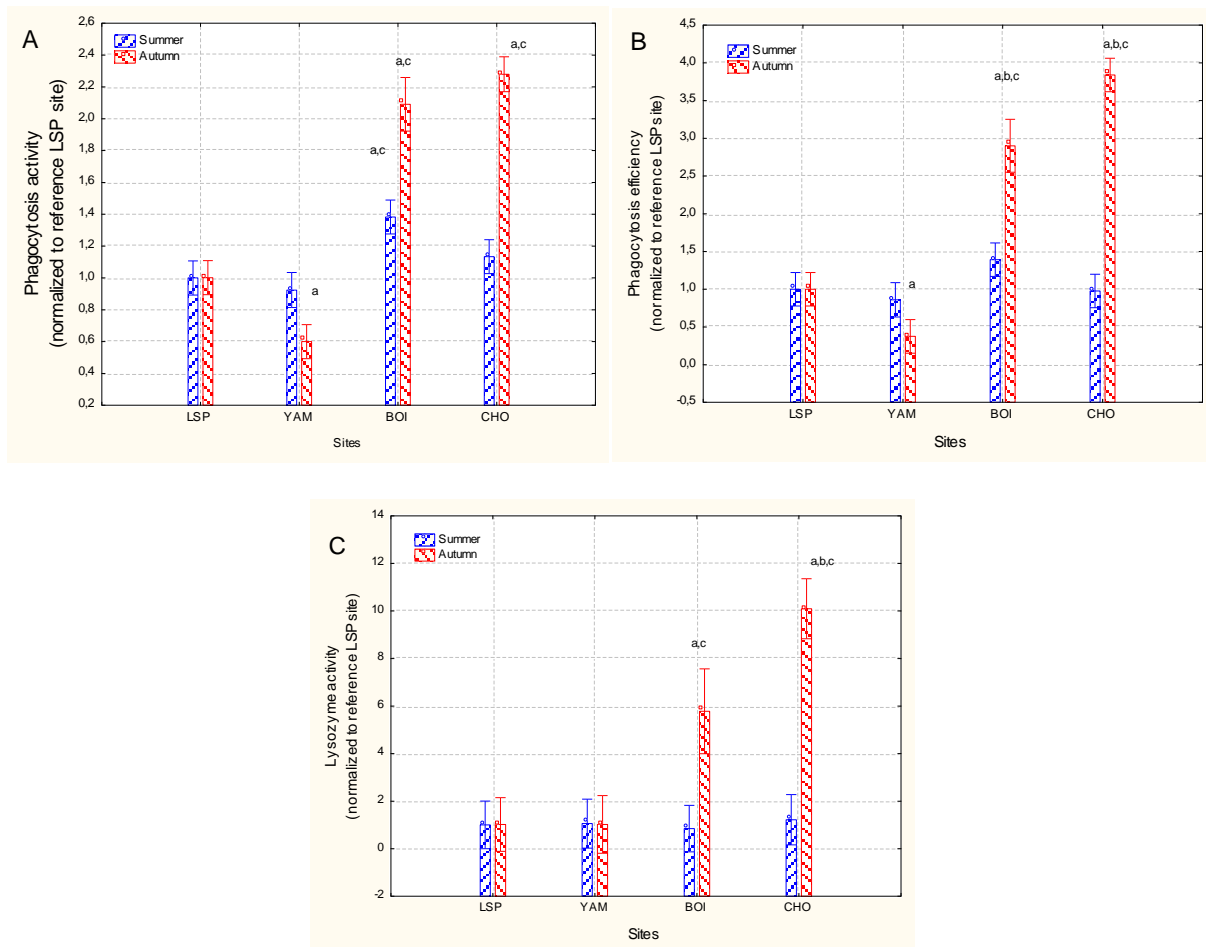 A
Summer
Autumn
Phagocytosis activity
(normalized to reference LSP site)
2,6
2,4
2,2
2,0
1,8
1,6
1,4
1,2
1,0
0,8
0,6
0,4
0,2
a
a,c
a,c
a,c
LSP YAM BOI CHO
Sites
B
Summer
Autumn
Phagocytosis efficiency
(normalized to reference LSP site)
4,5
4,0
3,5
3,0
2,5
2,0
1,5
1,0
0,5
0,0
-0,5
a
a,b,c
a,b,c
LSP YAM BOI CHO
Sites
C
Summer
Autumn
Lysozyme activity
(normalized to reference LSP site)
14
12
10
8
6
4
2
0
-2
a,c
a,b,c
LSP YAM BOI CHO
Sites